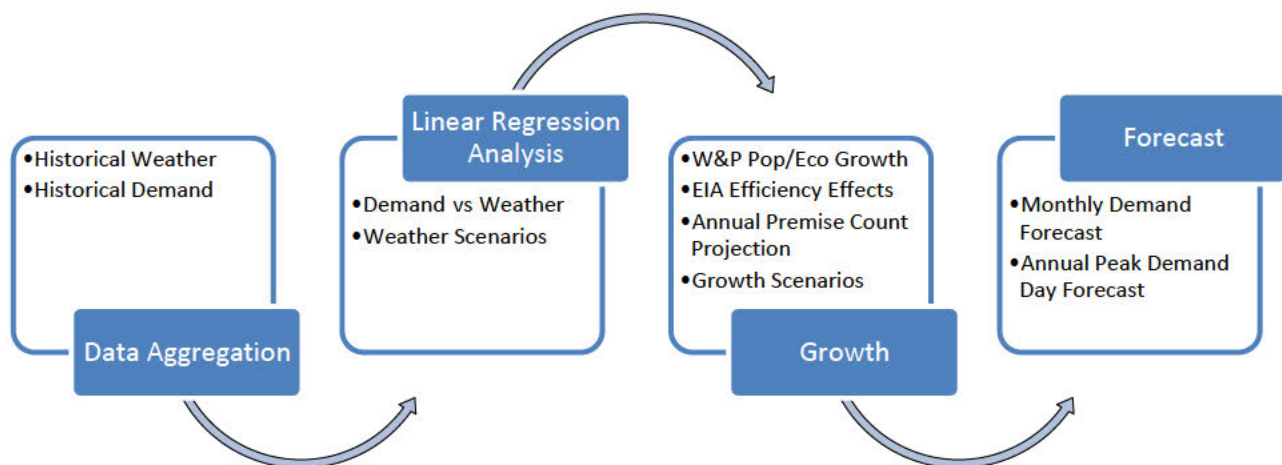 •Historical Weather
•Historical Demand
Data Aggregation
Linear Regression
Analysis
•Demand vs Weather
•Weather Scenarios
•W&P Pop/Eco Growth
•EIA Efficiency Effects
•Annual Premise Count
Projection
•Growth Scenarios
Growth
Forecast
•Monthly Demand
Forecast
•Annual Peak Demand
Day Forecast